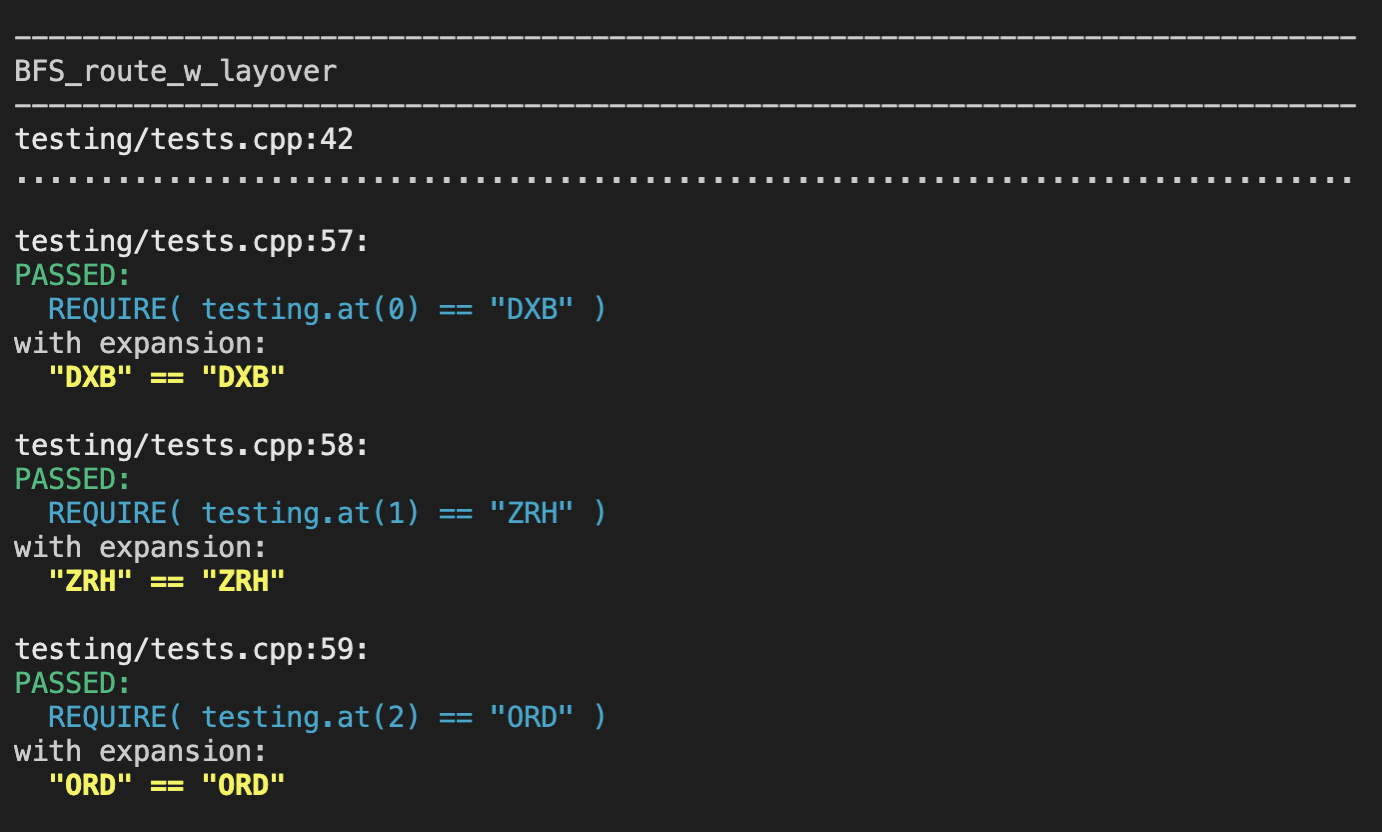 -------------------------------------------------------------------------------
BFS_route_w_layover
-------------------------------------------------------------------------------
testing/tests.cpp:42
...............................................................................
testing/tests.cpp:57:
PASSED:
REQUIRE( testing.at(0) == "DXB" )
with expansion:
"DXB" == "DXB"
testing/tests.cpp:58:
PASSED:
REQUIRE( testing.at(1) == "ZRH" )
with expansion:
"ZRH" == "ZRH"
testing/tests.cpp:59:
PASSED:
REQUIRE( testing.at(2) == "ORD" )
with expansion:
"ORD" == "ORD"